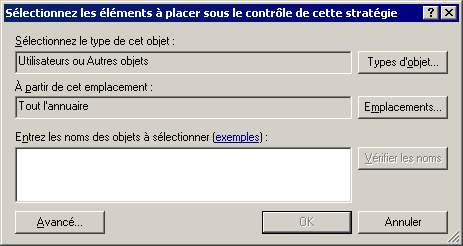 Sélectionnez les éléments à placer sous le contrôle de cette stratégie
Sélectionnez le type de cet objet :
Utilisateurs ou Autres objets
Types d'objet...
À partir de cet emplacement :
Tout l'annuaire
Emplacements...
Entrez les noms des objets à sélectionner (exemples) :
Vérifier les noms
Avancé...
OK
Annuler